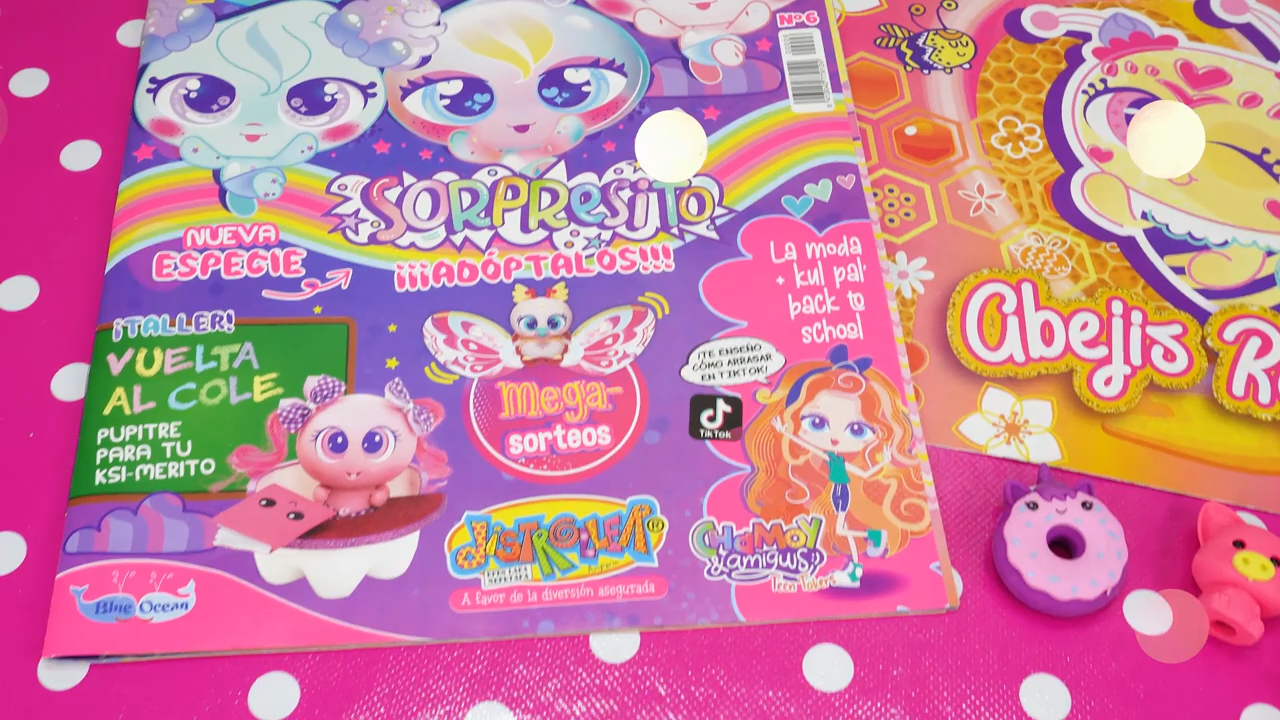 Nº6
SORPRESITO
NUEVA
ESPECIE
¡¡¡ADÓPTALOS!!!
La moda
+ kul pal
back to
school
¡TALLER!
VUELTA
AL COLE
PUPITRE
PARA TU
KSI-MERITO
Mega-
sorteos
¡TE ENSEÑO
CÓMO ARRASAR
EN TIKTOK!
TikTok
DISTROLLER®
A favor de la diversión asegurada
CHAMOY
y amigus
Teen Lovers
Blue Ocean
Abejis
R